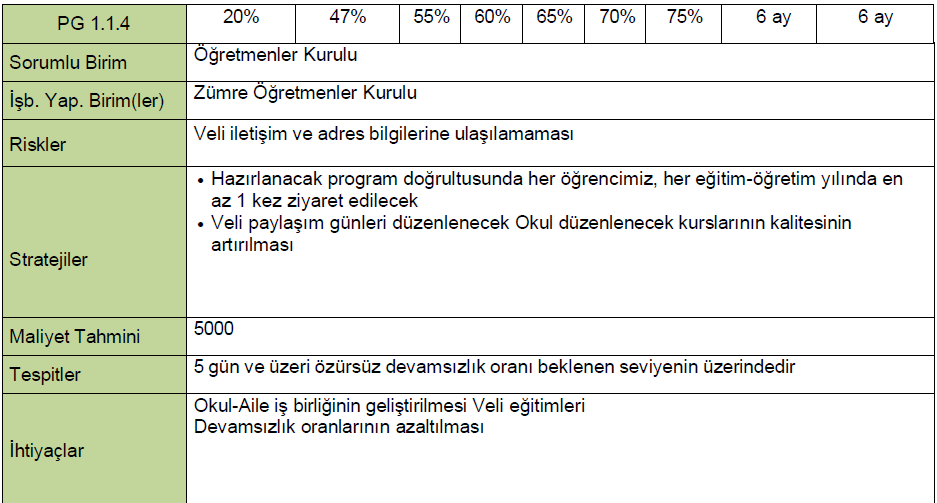 PG 1.1.4 20% 47% 55% 60% 65% 70% 75% 6 ay 6 ay
Sorumlu Birim Öğretmenler Kurulu
İşb. Yap. Birim(ler) Zümre Öğretmenler Kurulu
Riskler Veli iletişim ve adres bilgilerine ulaşılamaması
Stratejiler
• Hazırlanacak program doğrultusunda her öğrencimiz, her eğitim-öğretim yılında en
az 1 kez ziyaret edilecek
• Veli paylaşım günleri düzenlenecek Okul düzenlenecek kurslarının kalitesinin
artırılması
Maliyet Tahmini 5000
Tespitler 5 gün ve üzeri özürsüz devamsızlık oranı beklenen seviyenin üzerindedir
İhtiyaçlar
Okul-Aile iş birliğinin geliştirilmesi Veli eğitimleri
Devamsızlık oranlarının azaltılması